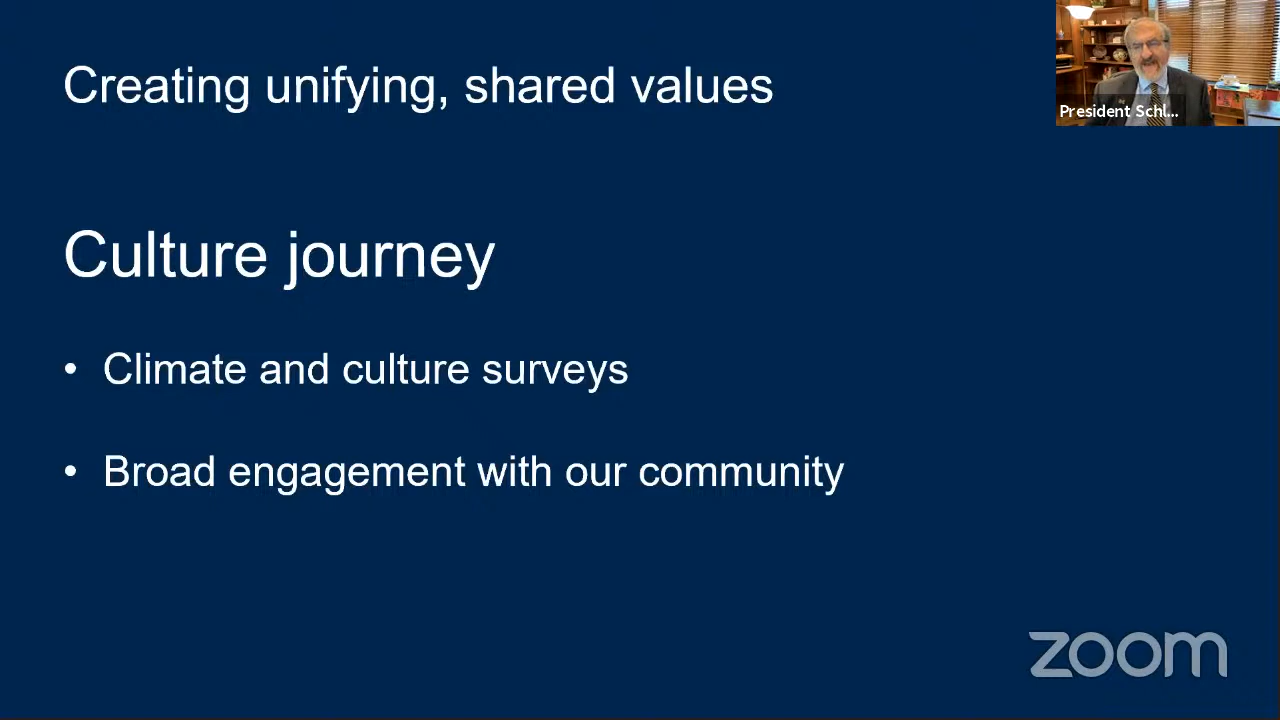 Creating unifying, shared values
President Schl...
Culture journey
• Climate and culture surveys
• Broad engagement with our community
zoom